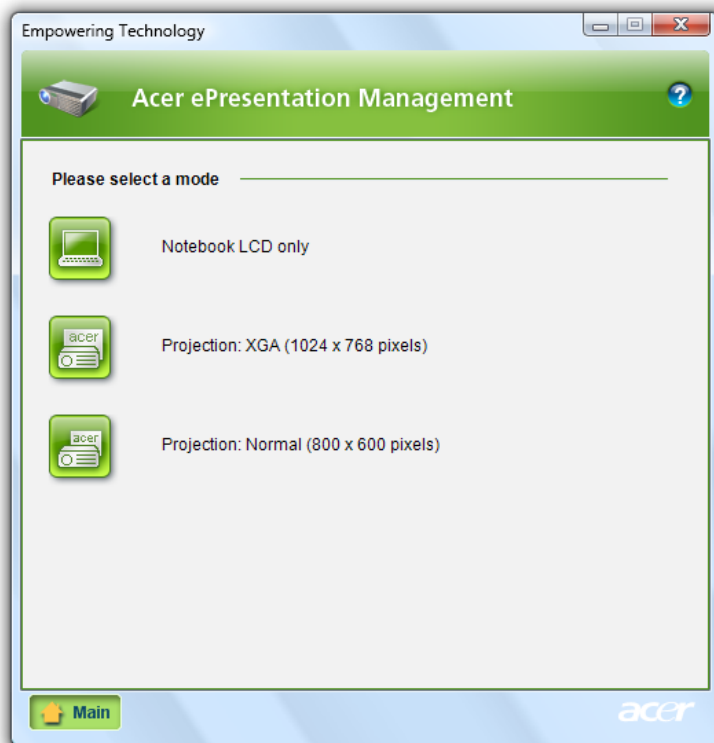 Empowering Technology
Acer ePresentation Management
?
Please select a mode
Notebook LCD only
acer
Projection: XGA (1024 x 768 pixels)
acer
Projection: Normal (800 x 600 pixels)
Main
acer